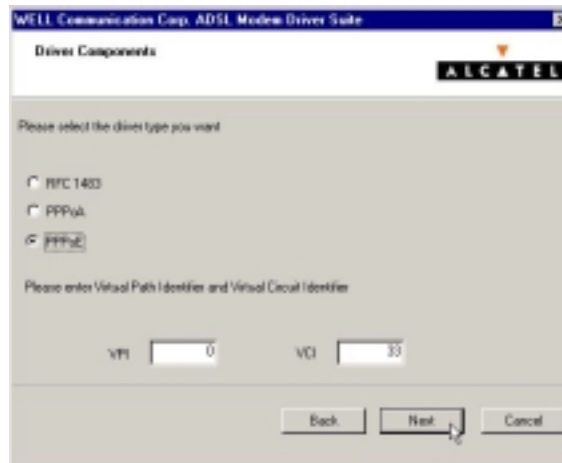 WELL Communication Corp. ADSL Modem Driver Suite
Driver Components
ALCATEL
Please select the driver type you want
RFC 1483
PPPoA
PPPoE
Please enter Virtual Path Identifier and Virtual Circuit Identifier
VPI 0 VCI 33
Back Next Cancel